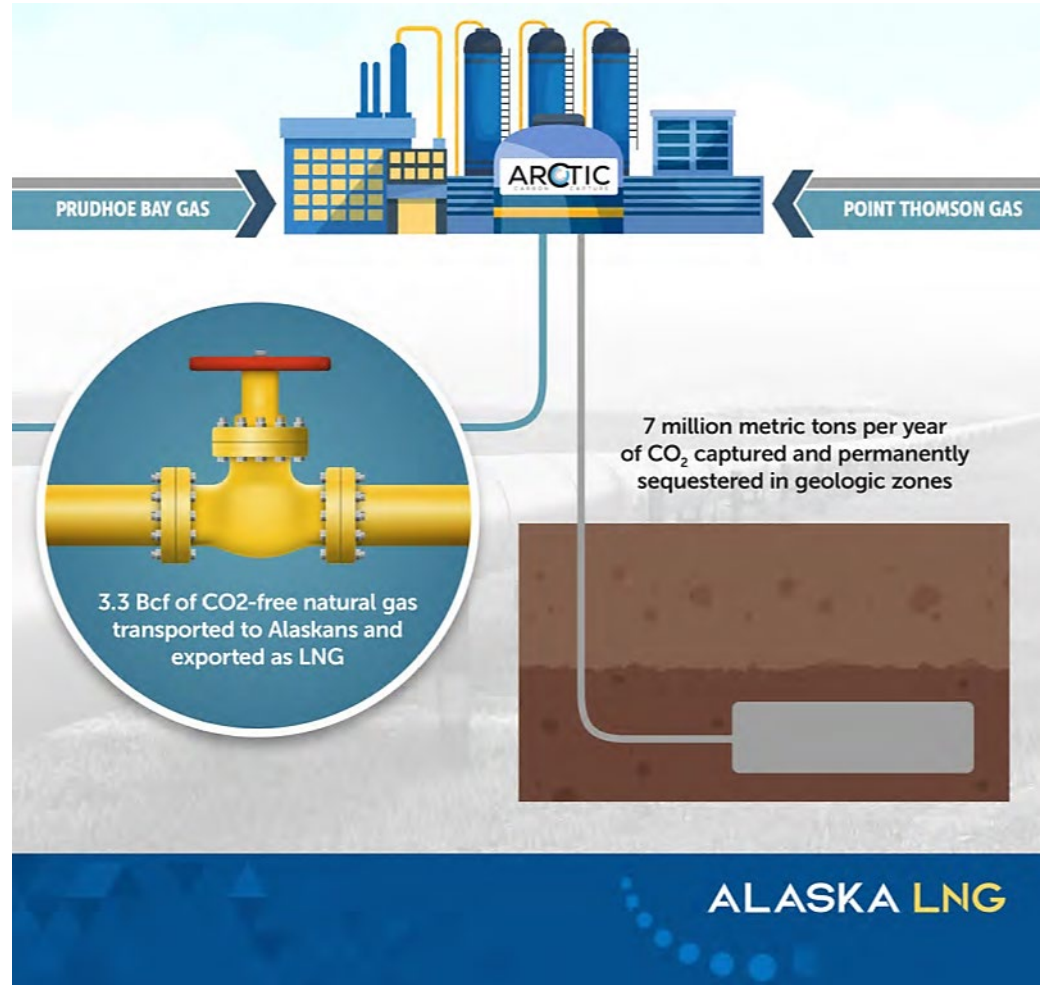 ARCTIC
CARBON CAPTURE
PRUDHOE BAY GAS
POINT THOMSON GAS
7 million metric tons per year
of CO₂ captured and permanently
sequestered in geologic zones
3.3 Bcf of CO2-free natural gas
transported to Alaskans and
exported as LNG
ALASKA LNG